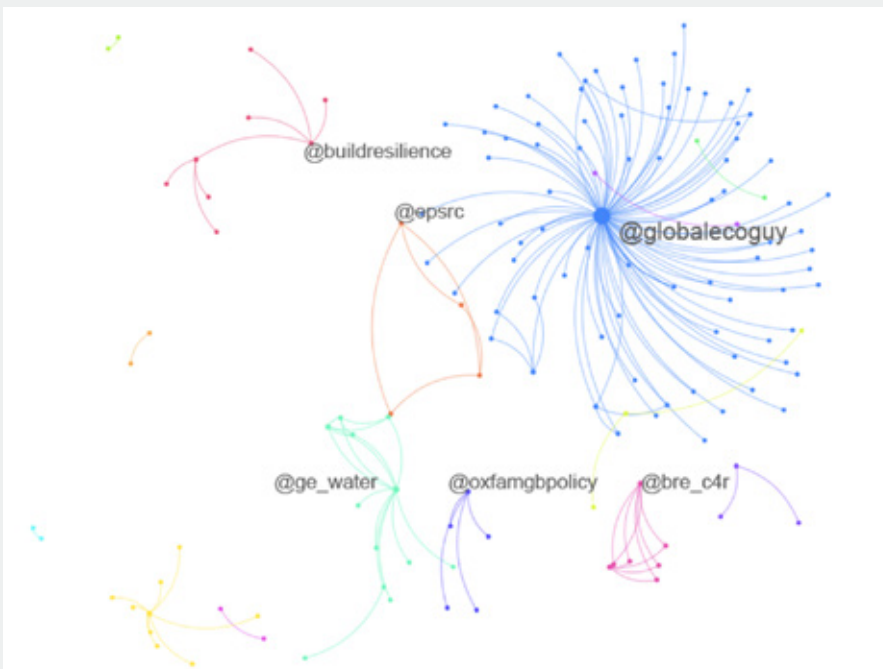 @buildresilience
@epsrc
@globalecoguy
@ge_water
@oxfamgbpolicy
@bre_c4r